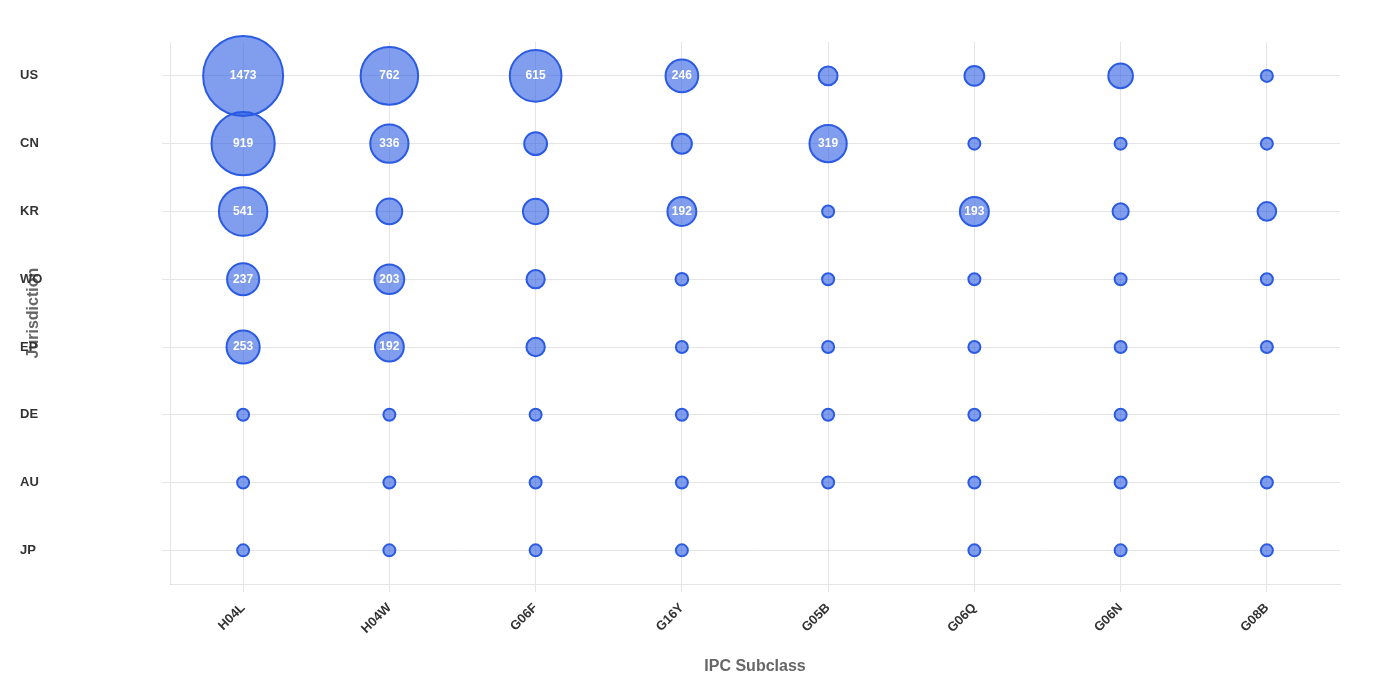 US 1473 762 615 246
CN 919 336 319
KR 541 192 193
WO 237 203
EP 253 192
DE
AU
JP
Jurisdiction
H04L H04W G06F G16Y G05B G06Q G06N G08B
IPC Subclass